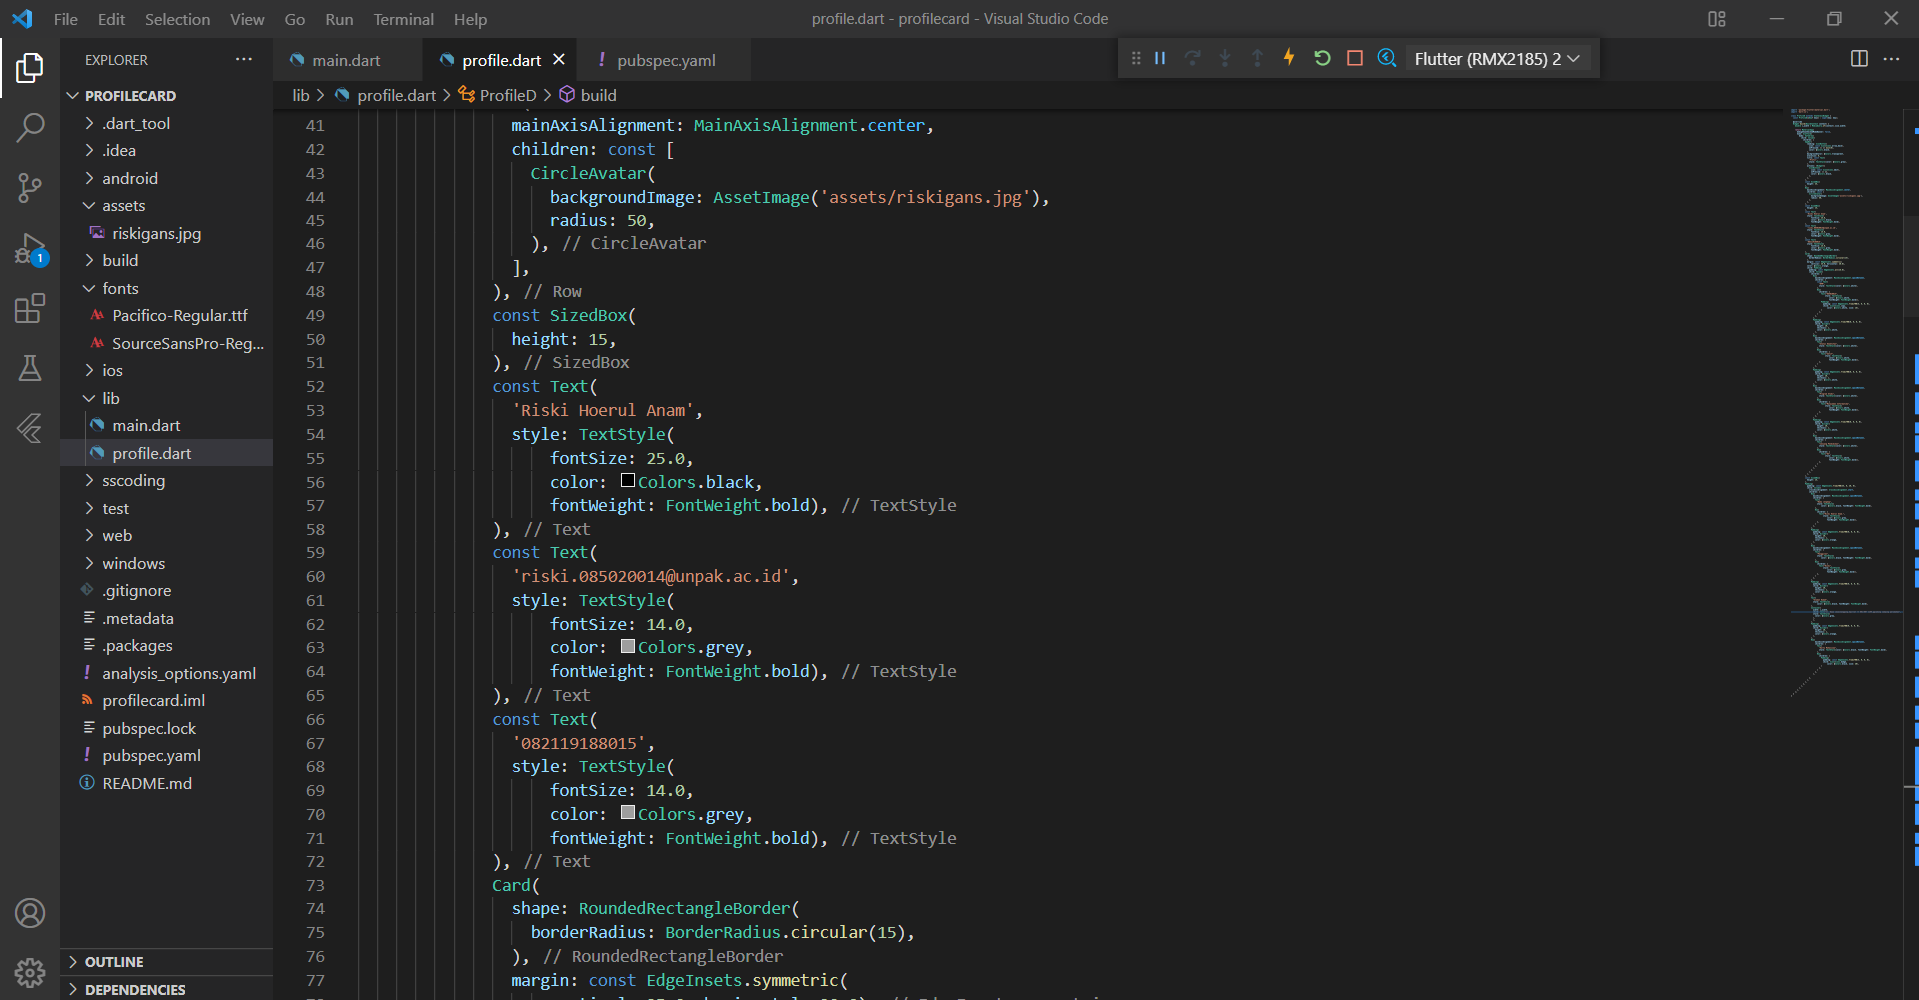 File Edit Selection View Go Run Terminal Help
profile.dart - profilecard - Visual Studio Code
EXPLORER
main.dart
profile.dart
! pubspec.yaml
Flutter (RMX2185) 2
PROFILECARD
lib > profile.dart > ProfileD > build
.dart_tool
.idea
android
assets
riskigans.jpg
build
fonts
Pacifico-Regular.ttf
SourceSansPro-Reg...
ios
lib
main.dart
profile.dart
sscoding
test
web
windows
.gitignore
.metadata
.packages
! analysis_options.yaml
profilecard.iml
pubspec.lock
! pubspec.yaml
README.md
OUTLINE
DEPENDENCIES
1
41 mainAxisAlignment: MainAxisAlignment.center,
42 children: const [
43 CircleAvatar(
44 backgroundImage: AssetImage('assets/riskigans.jpg'),
45 radius: 50,
46 ), // CircleAvatar
47 ],
48 ), // Row
49 const SizedBox(
50 height: 15,
51 ), // SizedBox
52 const Text(
53 'Riski Hoerul Anam',
54 style: TextStyle(
55 fontSize: 25.0,
56 color: Colors.black,
57 fontWeight: FontWeight.bold), // TextStyle
58 ), // Text
59 const Text(
60 'riski.085020014@unpak.ac.id',
61 style: TextStyle(
62 fontSize: 14.0,
63 color: Colors.grey,
64 fontWeight: FontWeight.bold), // TextStyle
65 ), // Text
66 const Text(
67 '082119188015',
68 style: TextStyle(
69 fontSize: 14.0,
70 color: Colors.grey,
71 fontWeight: FontWeight.bold), // TextStyle
72 ), // Text
73 Card(
74 shape: RoundedRectangleBorder(
75 borderRadius: BorderRadius.circular(15),
76 ), // RoundedRectangleBorder
77 margin: const EdgeInsets.symmetric(